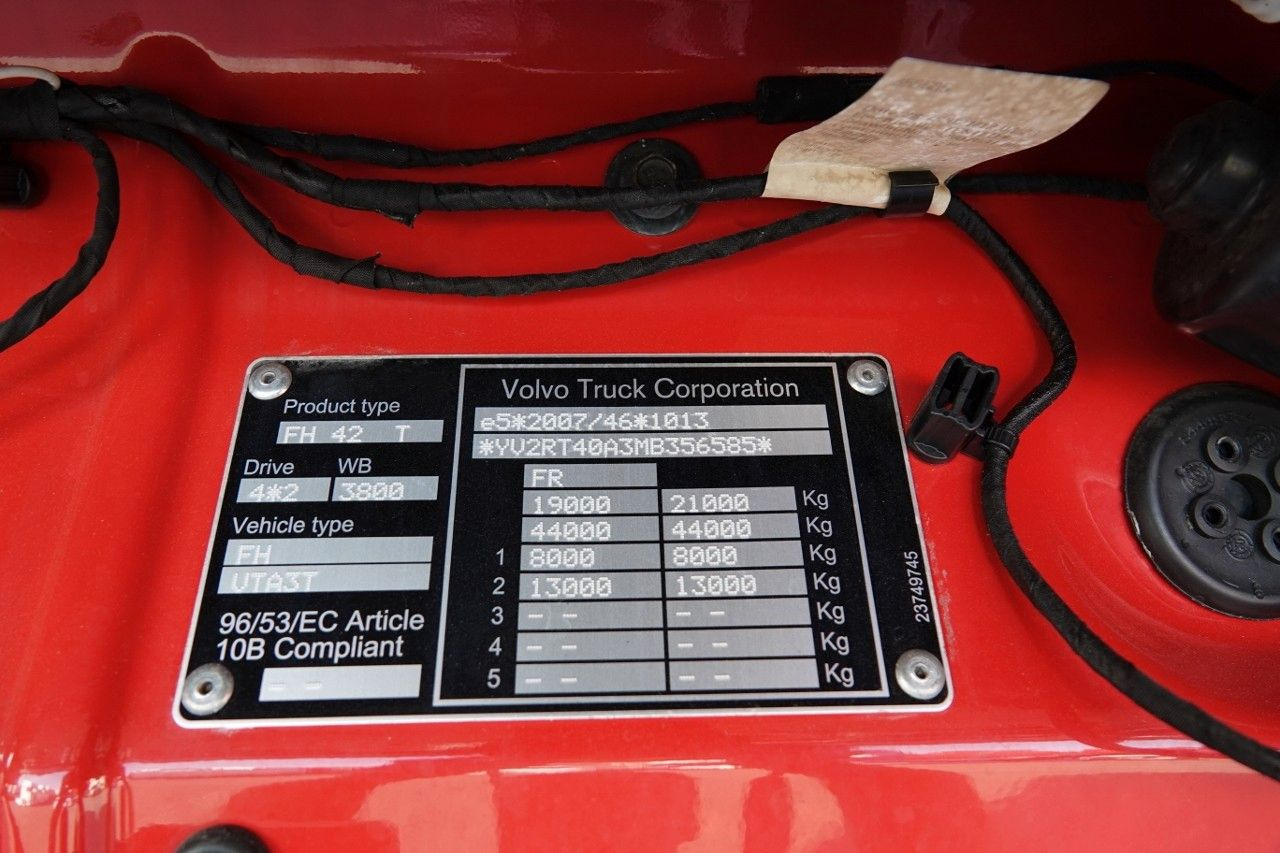 Product type
FH 42 T
Drive WB
4*2 3800
Vehicle type
FH
VTA3T
96/53/EC Article
10B Compliant
– –
Volvo Truck Corporation
e5*2007/46*1013
*YV2RT40A3MB356585*
FR
19000 21000 Kg
44000 44000 Kg
1 8000 8000 Kg
2 13000 13000 Kg
3 – – – – Kg
4 – – – – Kg
5 – – – – Kg
23749745